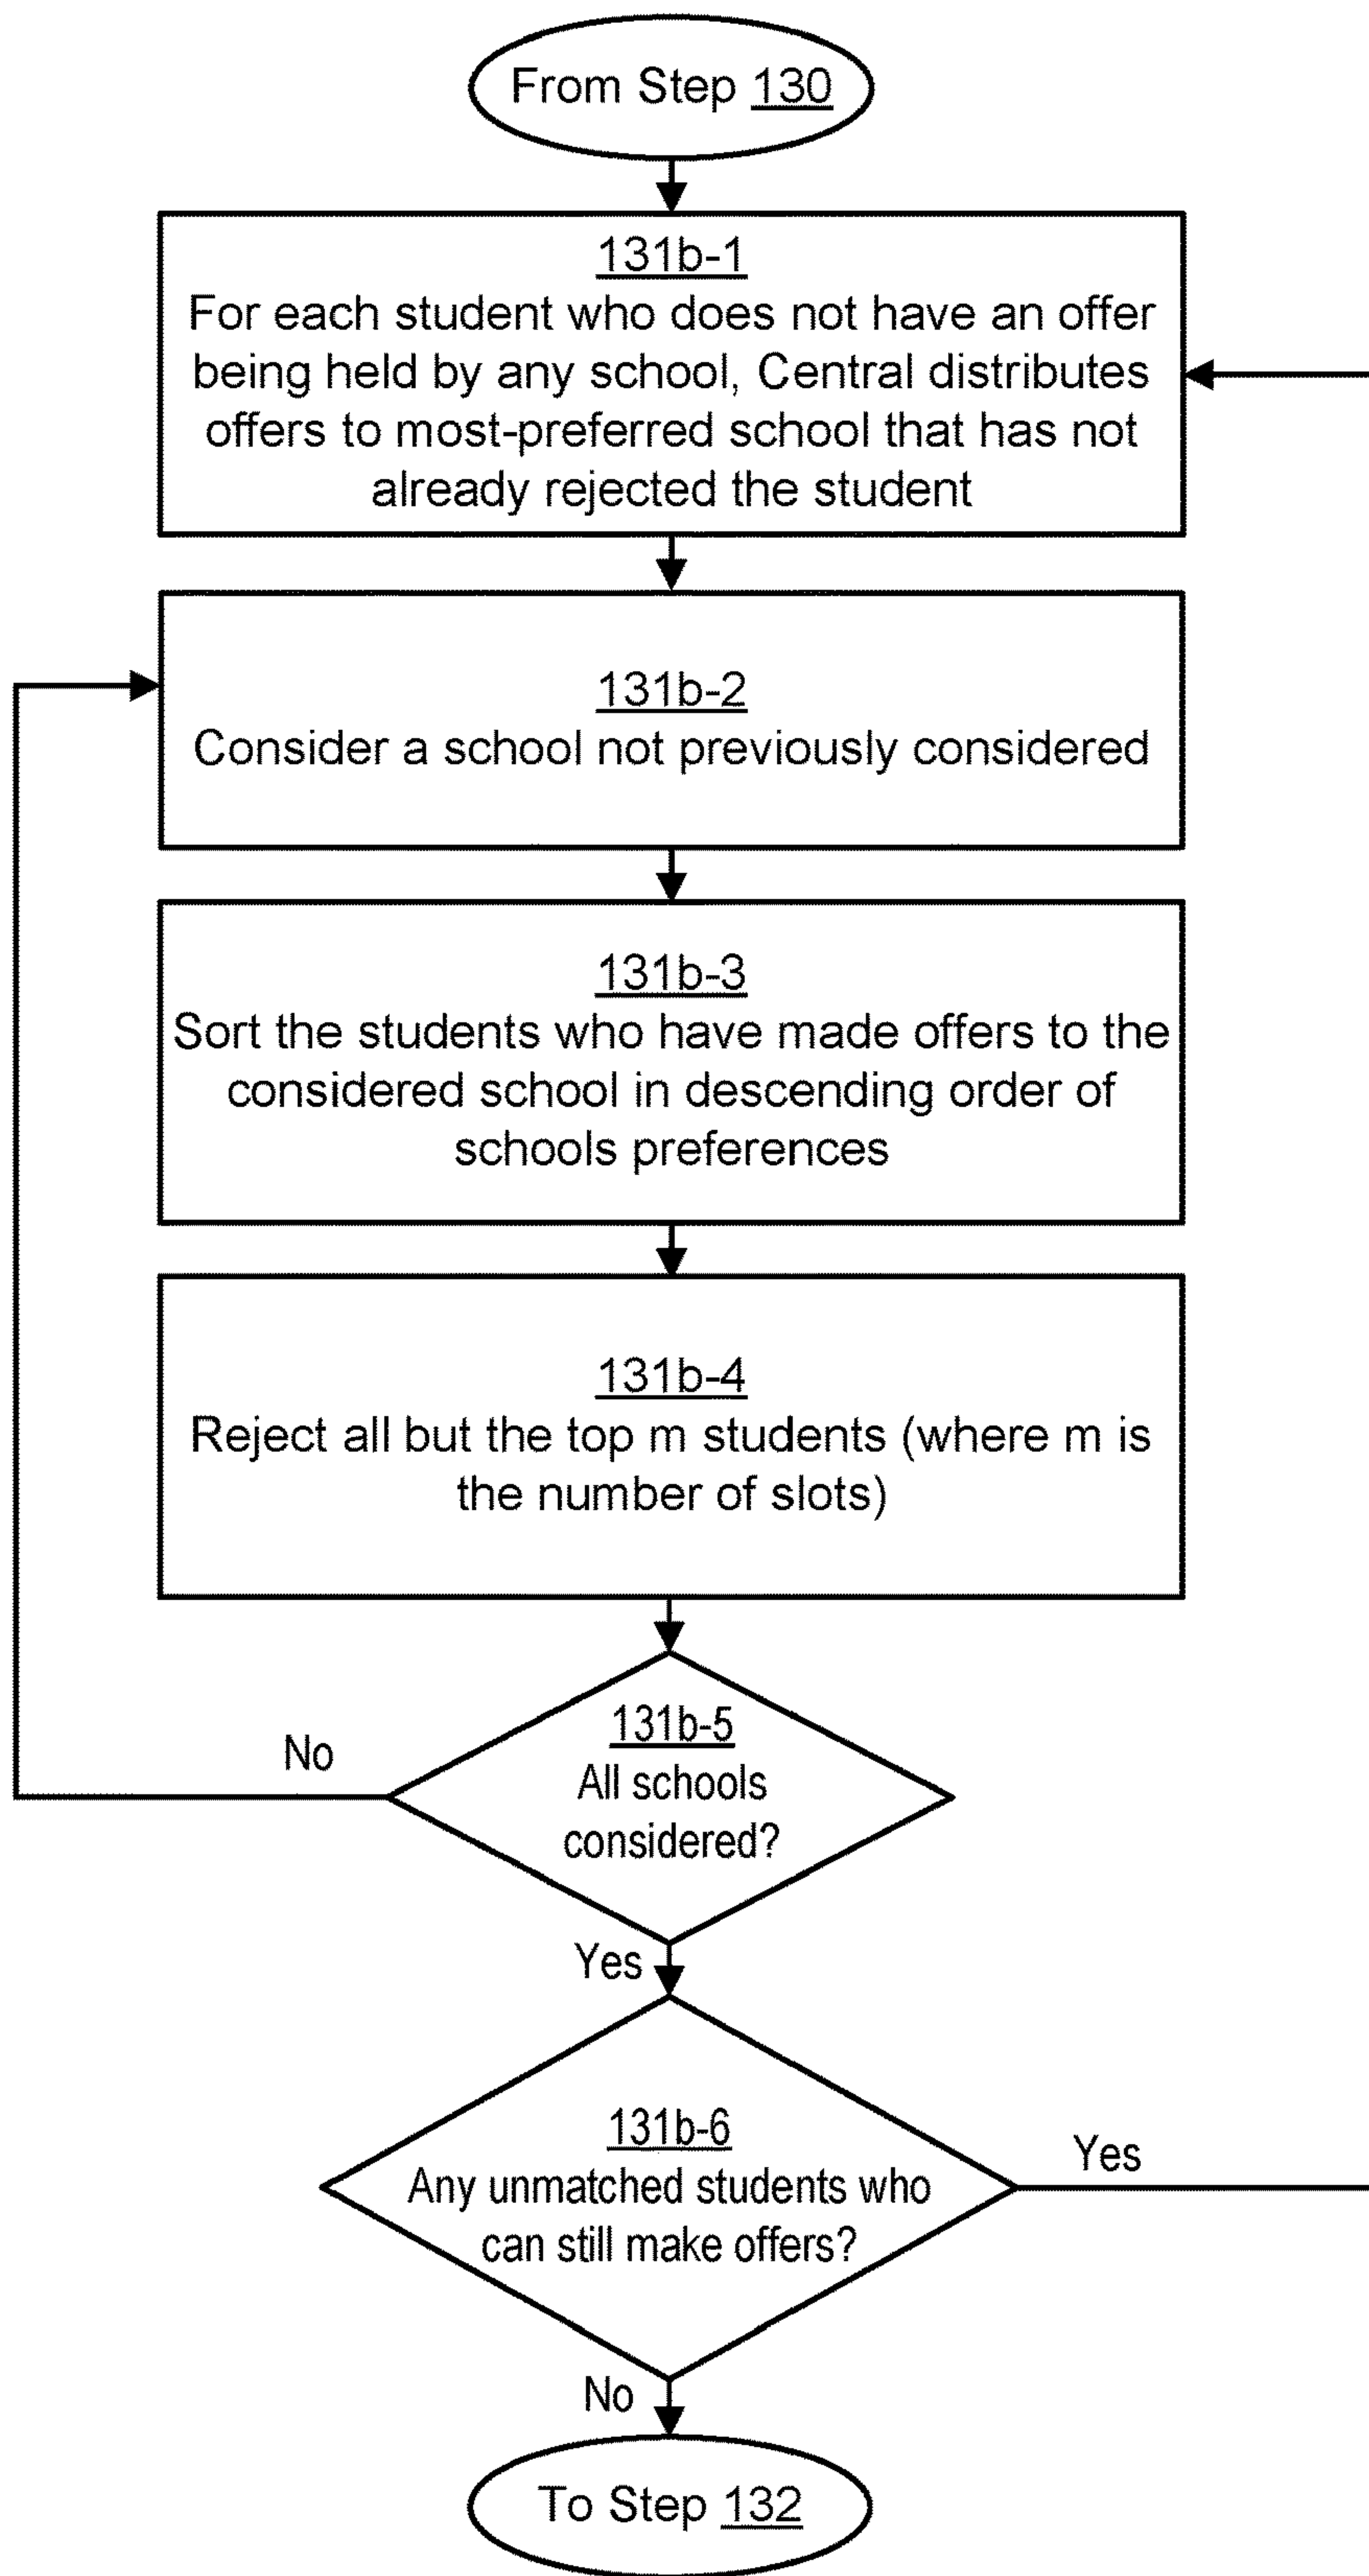 From Step 130
131b-1
For each student who does not have an offer
being held by any school, Central distributes
offers to most-preferred school that has not
already rejected the student
131b-2
Consider a school not previously considered
131b-3
Sort the students who have made offers to the
considered school in descending order of
schools preferences
131b-4
Reject all but the top m students (where m is
the number of slots)
131b-5
All schools
considered?
No
Yes
131b-6
Any unmatched students who
can still make offers?
Yes
No
To Step 132